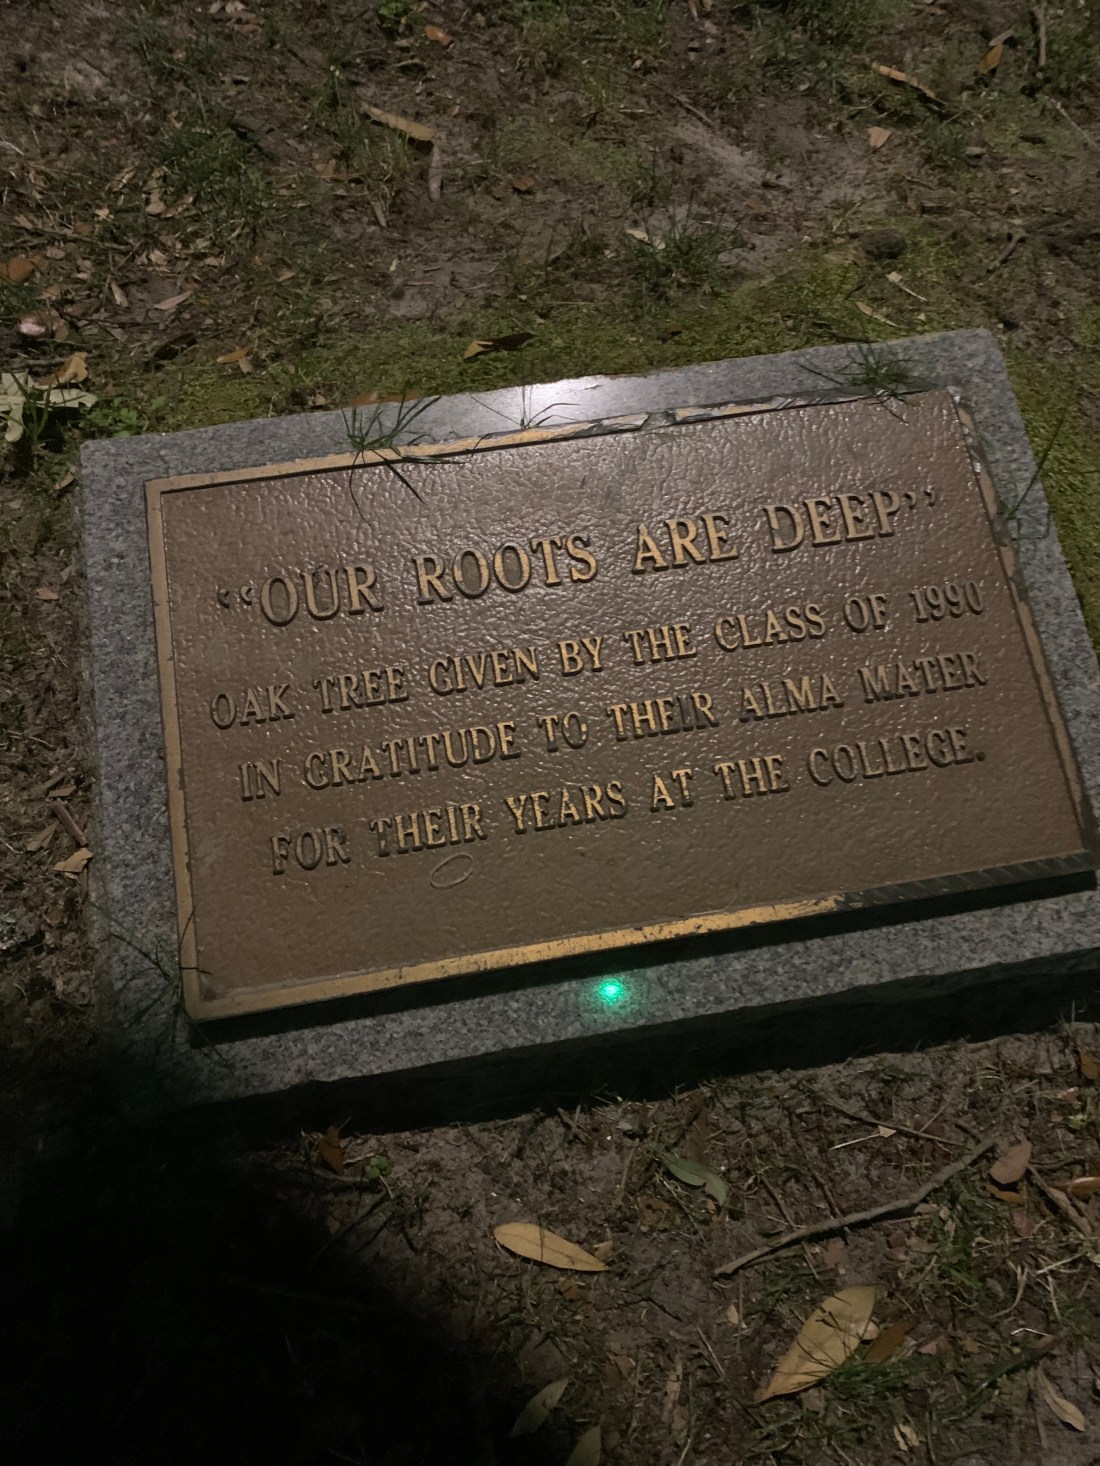 “OUR ROOTS ARE DEEP”
OAK TREE GIVEN BY THE CLASS OF 1990
IN GRATITUDE TO THEIR ALMA MATER
FOR THEIR YEARS AT THE COLLEGE.